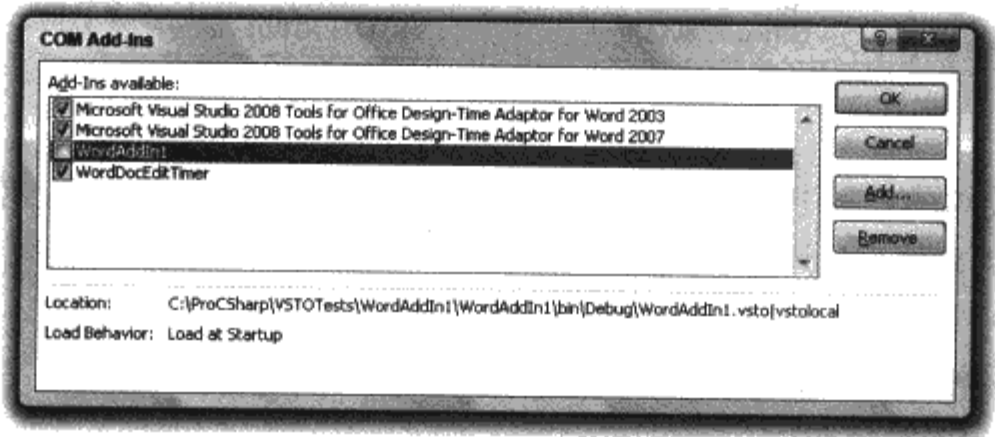 COM Add-Ins
Add-Ins available:
Microsoft Visual Studio 2008 Tools for Office Design-Time Adaptor for Word 2003
Microsoft Visual Studio 2008 Tools for Office Design-Time Adaptor for Word 2007
WordAddIn1
WordDocEditTimer
OK
Cancel
Add...
Remove
Location: C:\ProCSharp\VSTOTests\WordAddIn1\WordAddIn1\bin\Debug\WordAddIn1.vsto|vstolocal
Load Behavior: Load at Startup